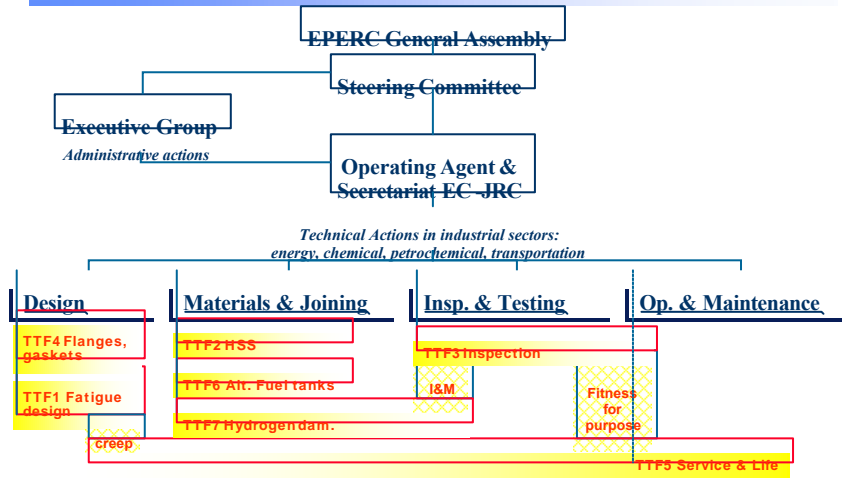 EPERC General Assembly
Steering Committee
Executive Group
Administrative actions
Operating Agent &
Secretariat EC -JRC
Technical Actions in industrial sectors:
energy, chemical, petrochemical, transportation
Design
Materials & Joining
Insp. & Testing
Op. & Maintenance
TTF4 Flanges,
gaskets
TTF2 HSS
TTF3 Inspection
TTF1 Fatigue
design
TTF6 Alt. Fuel tanks
I&M
Fitness
for
purpose
TTF7 Hydrogen dam.
creep
TTF5 Service & Life